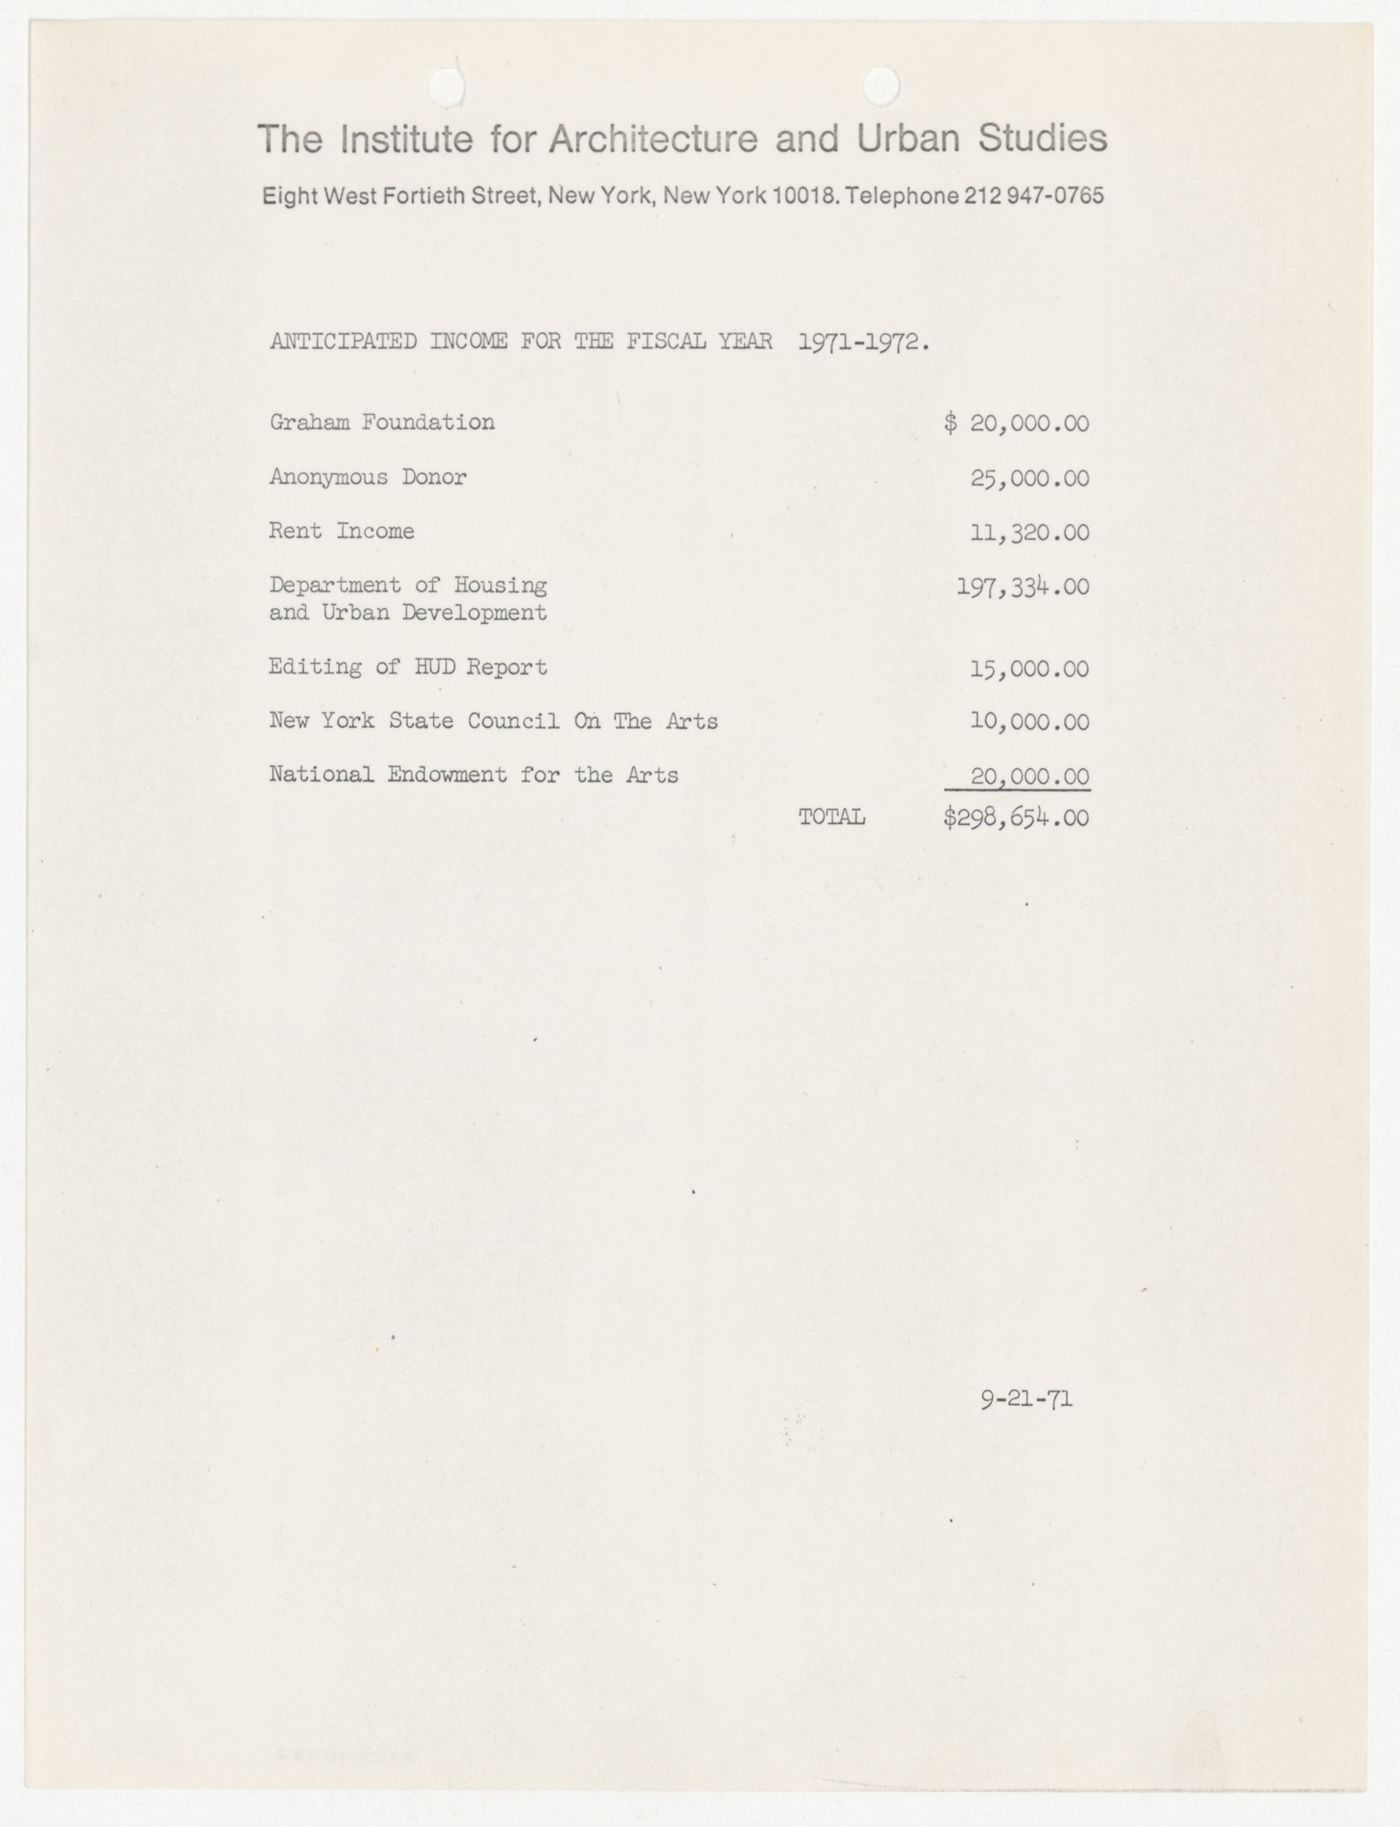 The Institute for Architecture and Urban Studies
Eight West Fortieth Street, New York, New York 10018. Telephone 212 947-0765
ANTICIPATED INCOME FOR THE FISCAL YEAR 1971-1972.
Graham Foundation $ 20,000.00
Anonymous Donor 25,000.00
Rent Income 11,320.00
Department of Housing 197,334.00
and Urban Development
Editing of HUD Report 15,000.00
New York State Council On The Arts 10,000.00
National Endowment for the Arts 20,000.00
TOTAL $298,654.00
9-21-71